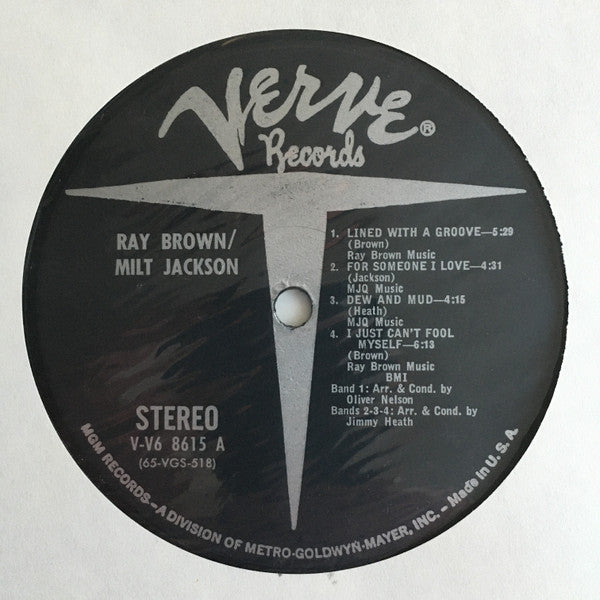 VERVE®
Records
RAY BROWN/
MILT JACKSON
1. LINED WITH A GROOVE—5:29
(Brown)
Ray Brown Music
2. FOR SOMEONE I LOVE—4:31
(Jackson)
MJQ Music
3. DEW AND MUD—4:15
(Heath)
MJQ Music
4. I JUST CAN'T FOOL
MYSELF—6:13
(Brown)
Ray Brown Music
BMI
Band 1: Arr. & Cond. by
Oliver Nelson
Bands 2-3-4: Arr. & Cond. by
Jimmy Heath
STEREO
V-V6 8615 A
(65-VGS-518)
MGM RECORDS—A DIVISION OF METRO-GOLDWYN-MAYER, INC. – Made in U.S.A.